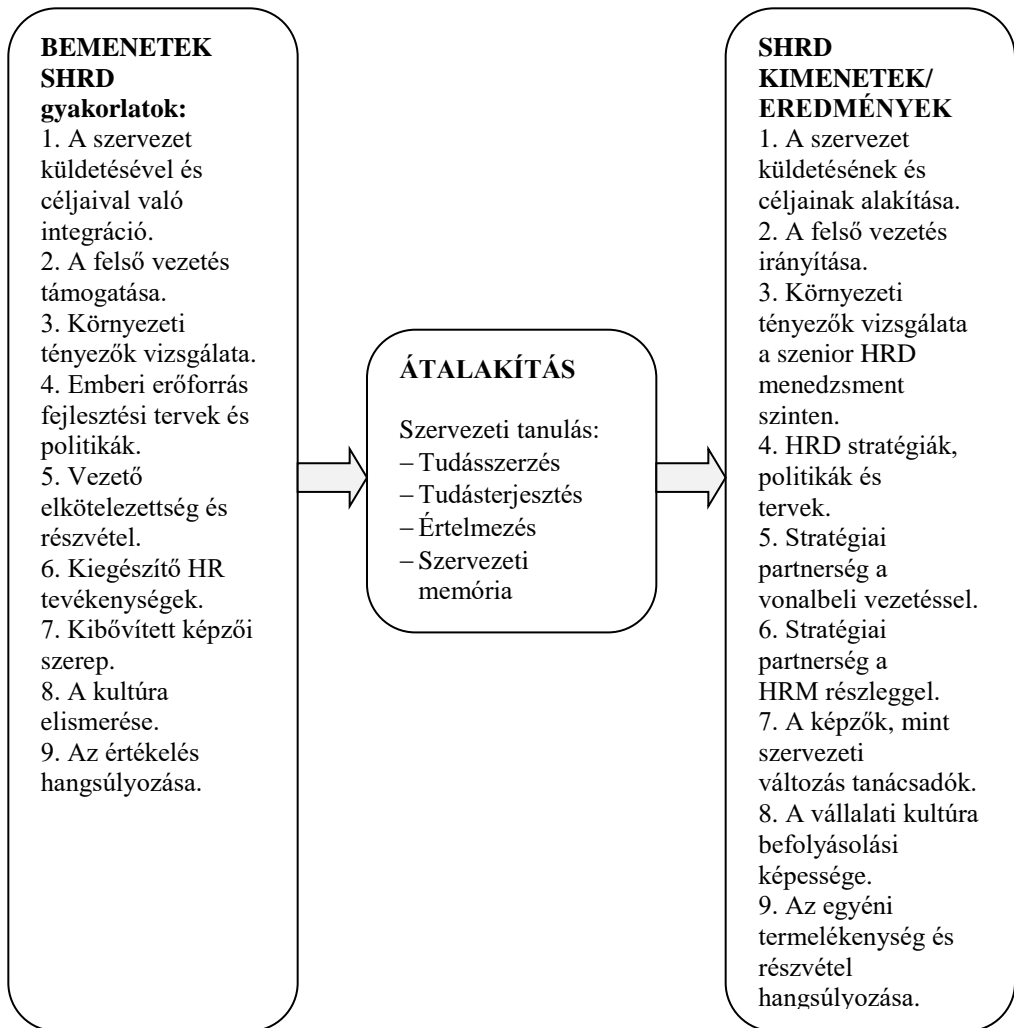 BEMENETEK
SHRD
gyakorlatok:
1. A szervezet
küldetésével és
céljaival való
integráció.
2. A felső vezetés
támogatása.
3. Környezeti
tényezők vizsgálata.
4. Emberi erőforrás
fejlesztési tervek és
politikák.
5. Vezető
elkötelezettség és
részvétel.
6. Kiegészítő HR
tevékenységek.
7. Kibővített képzői
szerep.
8. A kultúra
elismerése.
9. Az értékelés
hangsúlyozása.
ÁTALAKÍTÁS
Szervezeti tanulás:
– Tudásszerzés
– Tudásterjesztés
– Értelmezés
– Szervezeti
memória
SHRD
KIMENETEK/
EREDMÉNYEK
1. A szervezet
küldetésének és
céljainak alakítása.
2. A felső vezetés
irányítása.
3. Környezeti
tényezők vizsgálata
a szenior HRD
menedzsment
szinten.
4. HRD stratégiák,
politikák és
tervek.
5. Stratégiai
partnerség a
vonalbeli vezetéssel.
6. Stratégiai
partnerség a
HRM részleggel.
7. A képzők, mint
szervezeti
változás tanácsadók.
8. A vállalati kultúra
befolyásolási
képessége.
9. Az egyéni
termelékenység és
részvétel
hangsúlyozása.